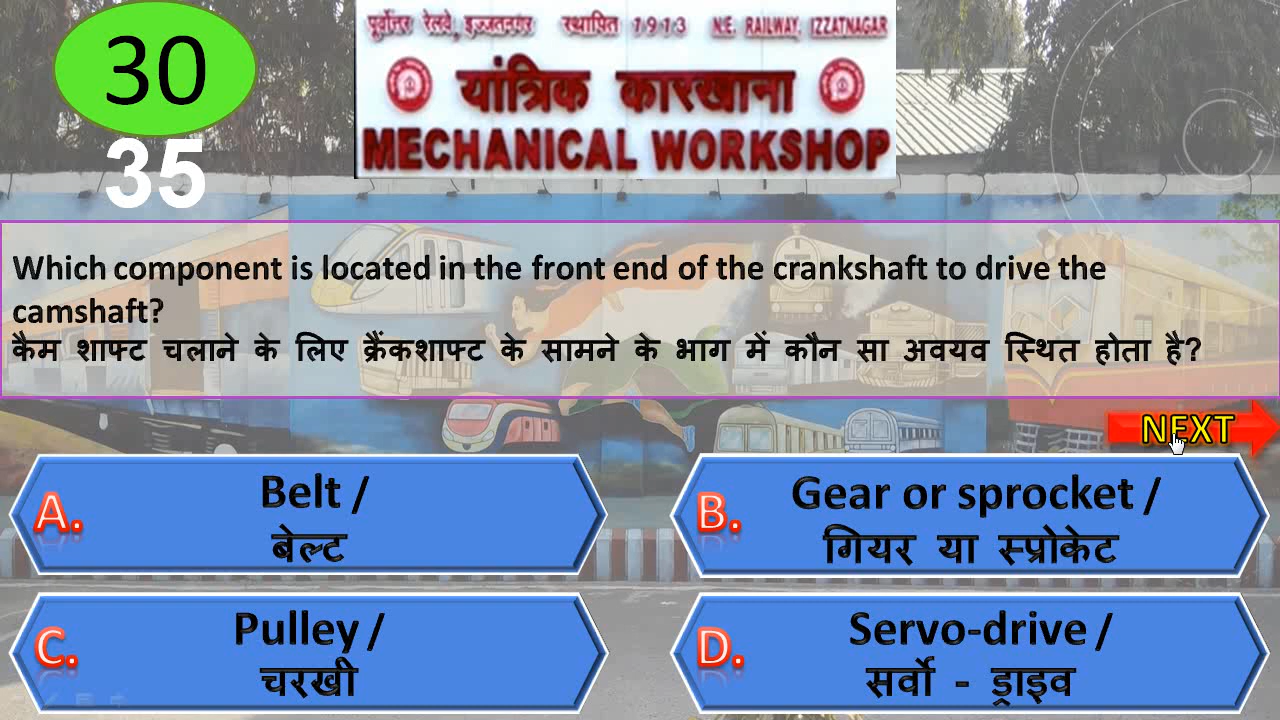 30
35
पूर्वोत्तर रेलवे, इज्जतनगर स्थापित 1913 N.E. RAILWAY, IZZATNAGAR
यांत्रिक कारखाना
MECHANICAL WORKSHOP
Which component is located in the front end of the crankshaft to drive the
camshaft?
कैम शाफ्ट चलाने के लिए क्रैंकशाफ्ट के सामने के भाग में कौन सा अवयव स्थित होता है?
NEXT
A. Belt /
बेल्ट
B. Gear or sprocket /
गियर या स्प्रोकेट
C. Pulley /
चरखी
D. Servo-drive /
सर्वो - ड्राइव